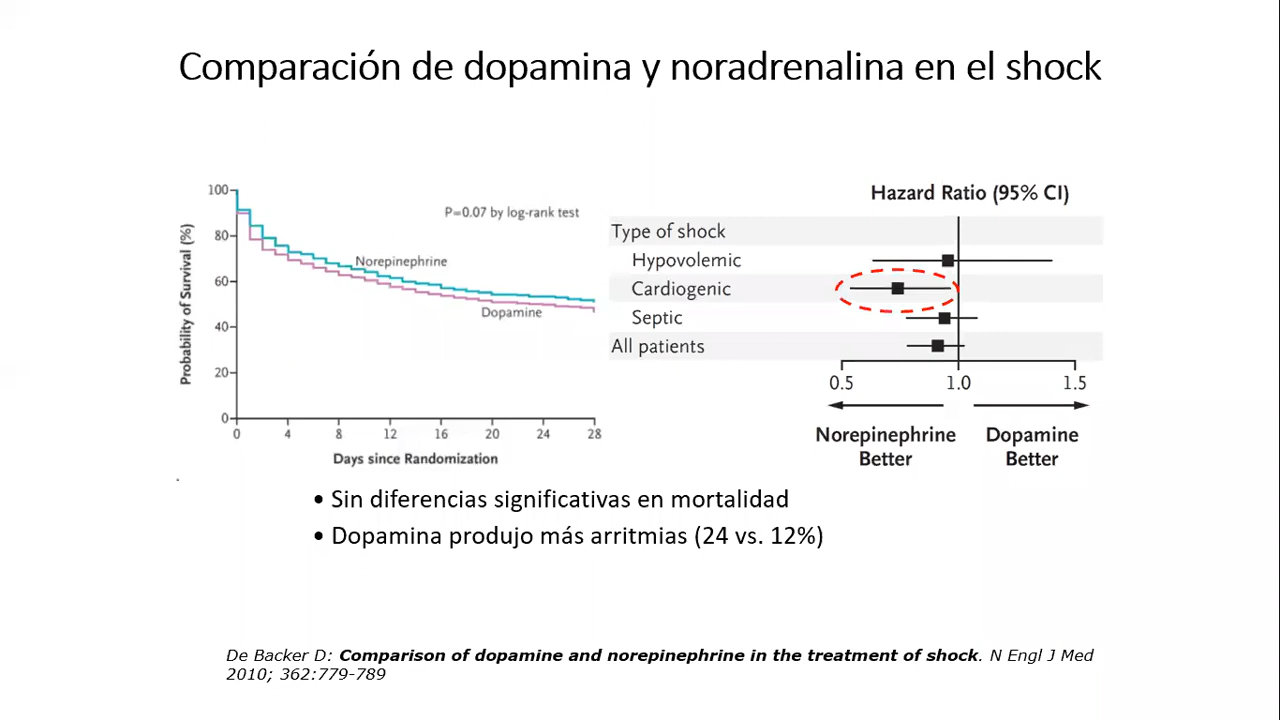 Comparación de dopamina y noradrenalina en el shock
100
80
60
40
20
0
Probability of Survival (%)
P=0.07 by log-rank test
Norepinephrine
Dopamine
0 4 8 12 16 20 24 28
Days since Randomization
Hazard Ratio (95% CI)
Type of shock
Hypovolemic
Cardiogenic
Septic
All patients
0.5 1.0 1.5
Norepinephrine Better
Dopamine Better
• Sin diferencias significativas en mortalidad
• Dopamina produjo más arritmias (24 vs. 12%)
De Backer D: Comparison of dopamine and norepinephrine in the treatment of shock. N Engl J Med
2010; 362:779-789